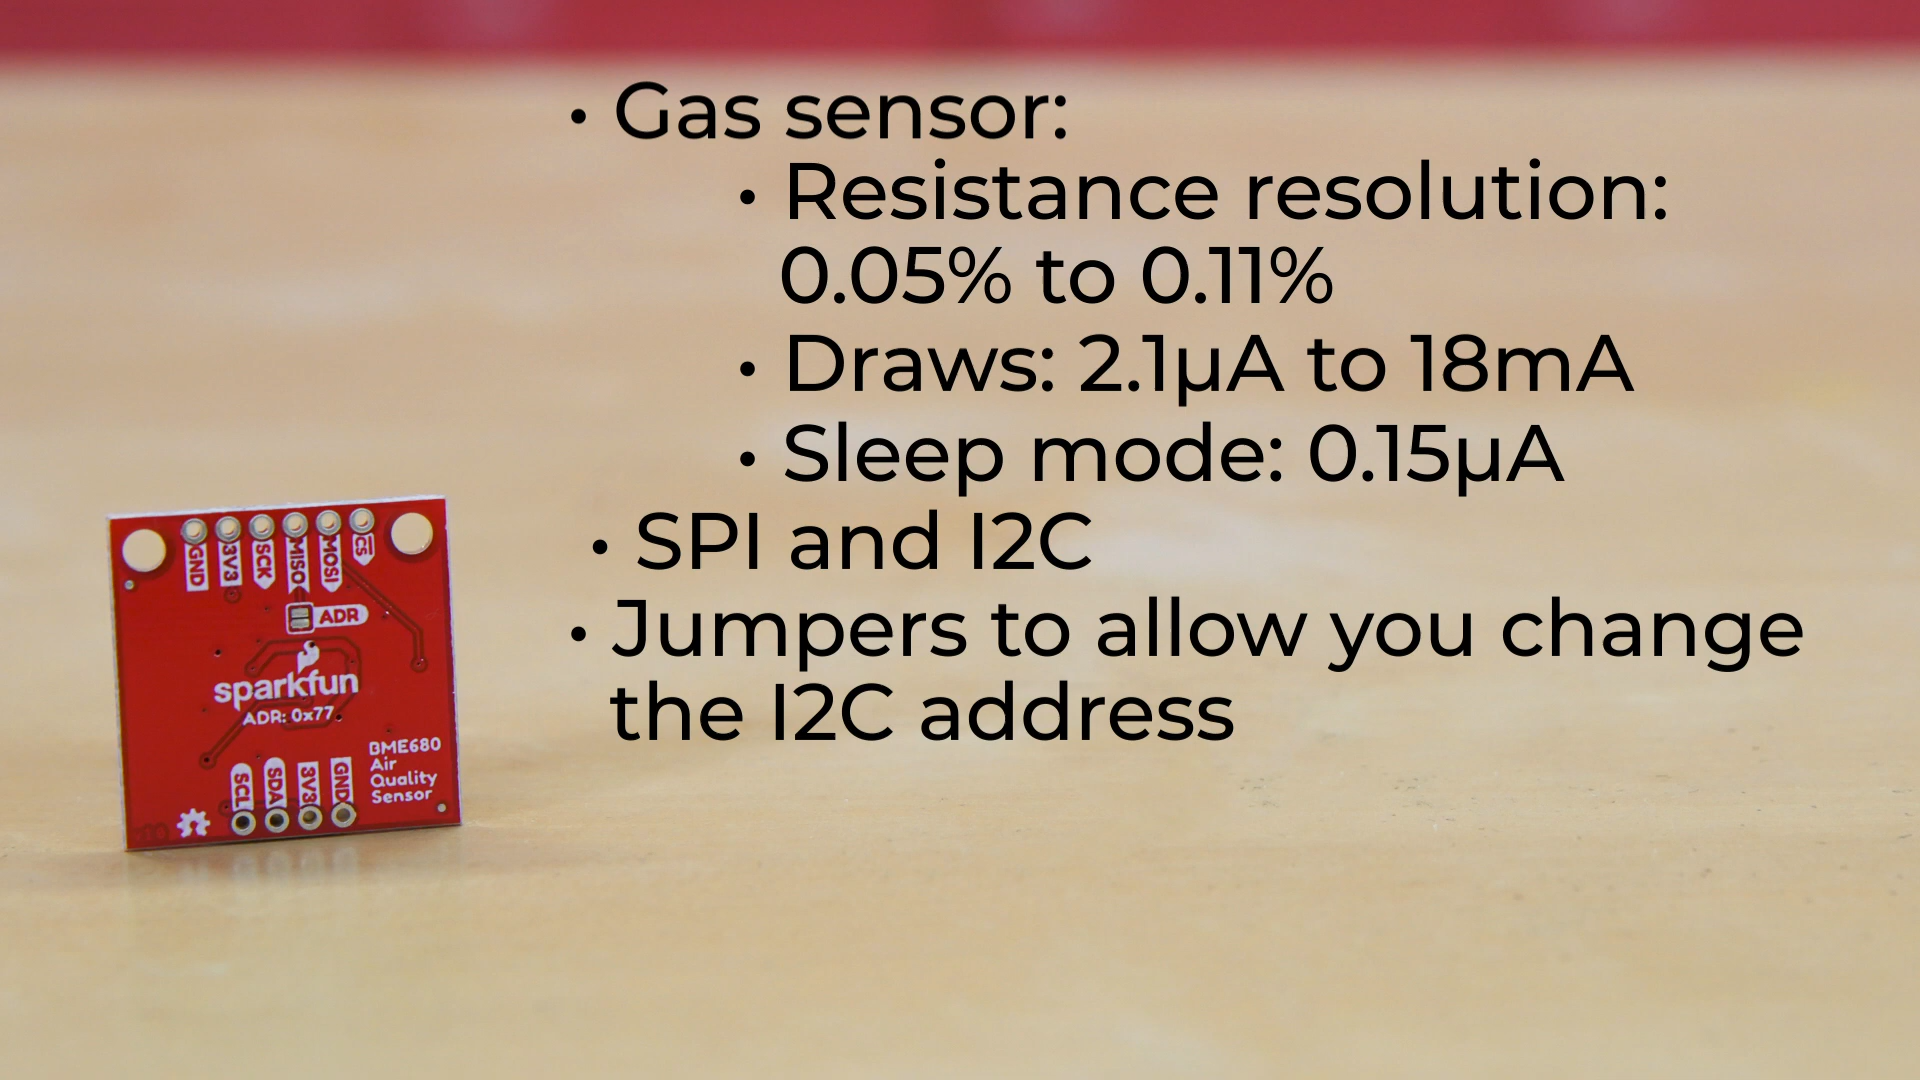 • Gas sensor:
• Resistance resolution:
0.05% to 0.11%
• Draws: 2.1µA to 18mA
• Sleep mode: 0.15µA
• SPI and I2C
• Jumpers to allow you change
the I2C address
GND 3V3 SCK MISO MOSI CS
ADR
sparkfun
ADR: 0x77
BME680
Air
Quality
Sensor
SCL SDA 3V3 GND